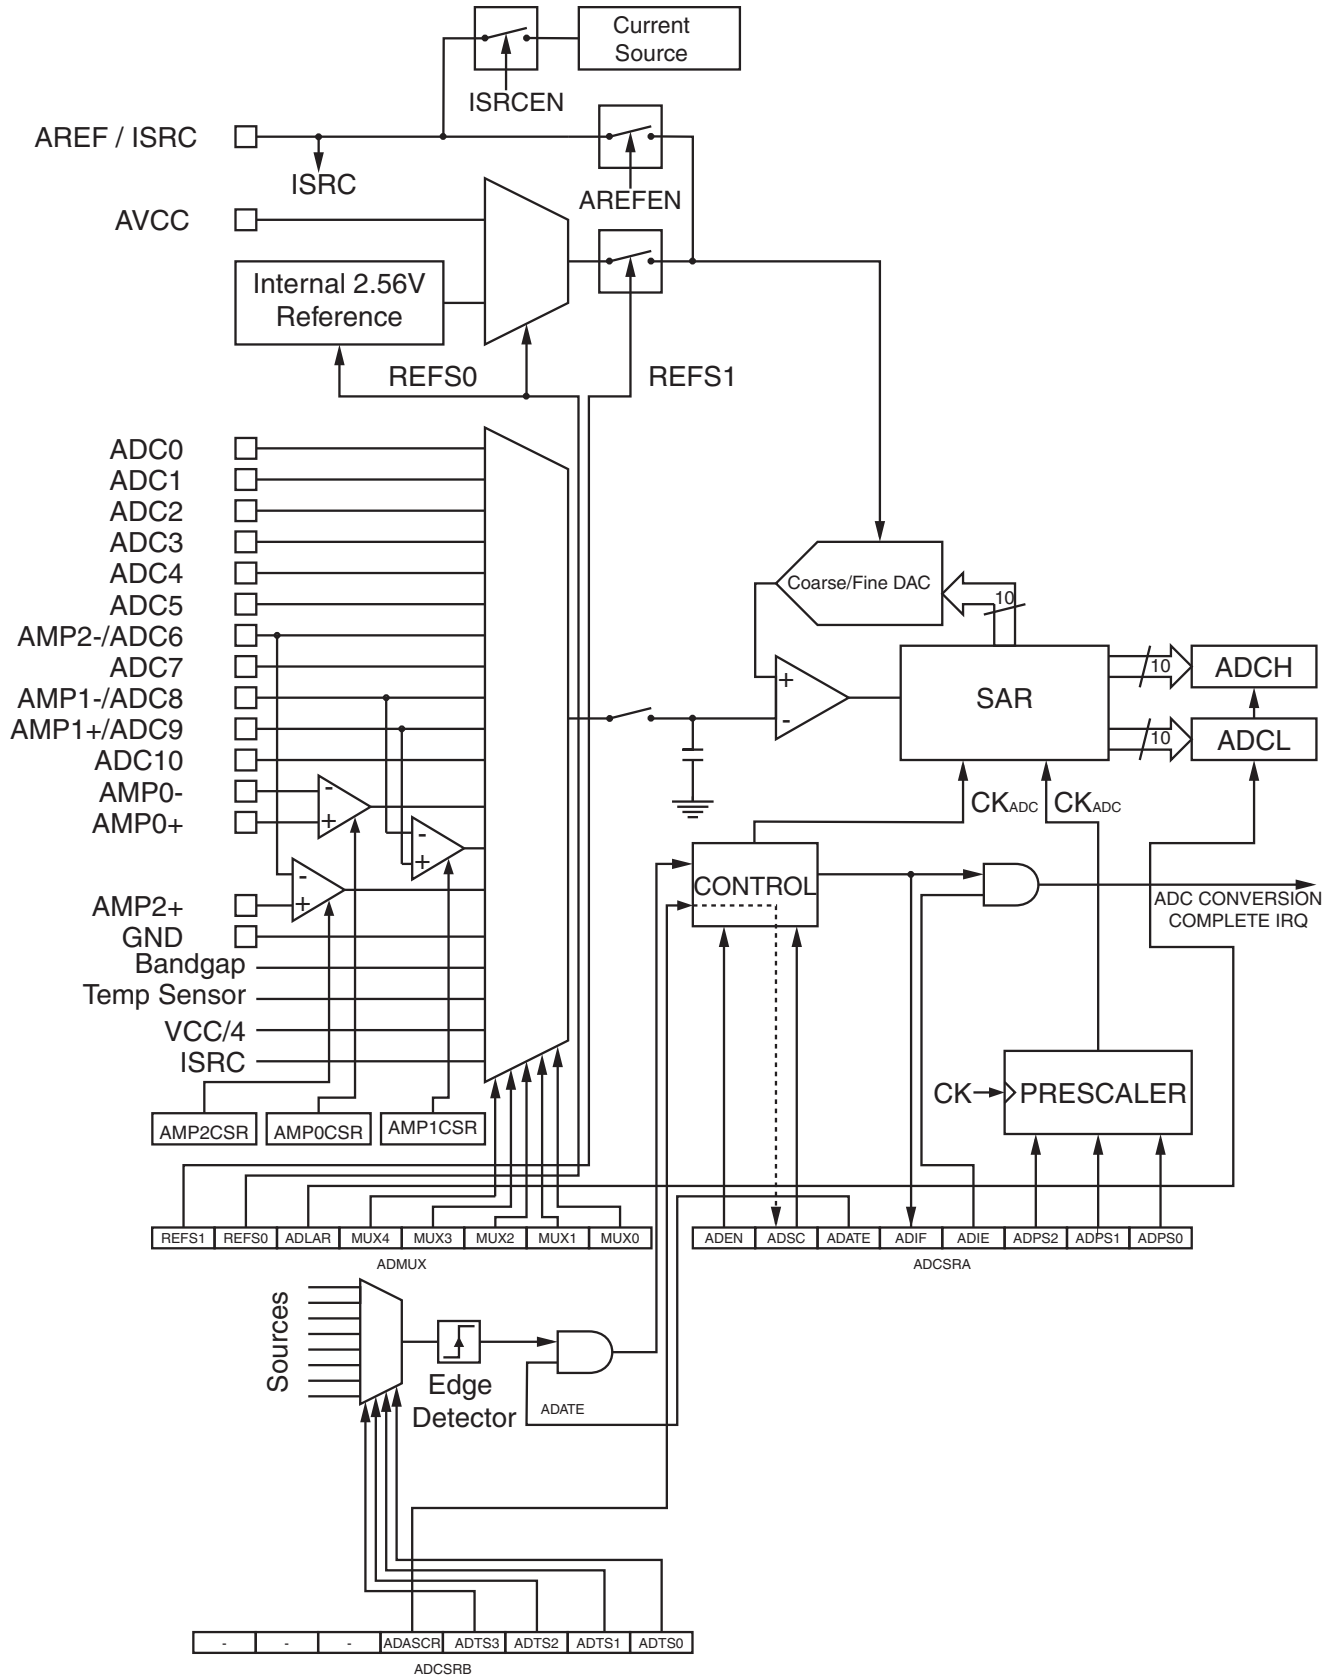 Current
Source
ISRCEN
AREF / ISRC
ISRC
AREFEN
AVCC
Internal 2.56V
Reference
REFS0
REFS1
ADC0
ADC1
ADC2
ADC3
ADC4
ADC5
AMP2-/ADC6
ADC7
AMP1-/ADC8
AMP1+/ADC9
ADC10
AMP0-
AMP0+
AMP2+
GND
Bandgap
Temp Sensor
VCC/4
ISRC
-
+
-
+
-
+
AMP2CSR
AMP0CSR
AMP1CSR
Coarse/Fine DAC
10
+
-
SAR
10
ADCH
10
ADCL
CKADC
CKADC
CONTROL
ADC CONVERSION
COMPLETE IRQ
CK
PRESCALER
REFS1
REFS0
ADLAR
MUX4
MUX3
MUX2
MUX1
MUX0
ADMUX
ADEN
ADSC
ADATE
ADIF
ADIE
ADPS2
ADPS1
ADPS0
ADCSRA
Sources
Edge
Detector
ADATE
-
-
-
ADASCR
ADTS3
ADTS2
ADTS1
ADTS0
ADCSRB